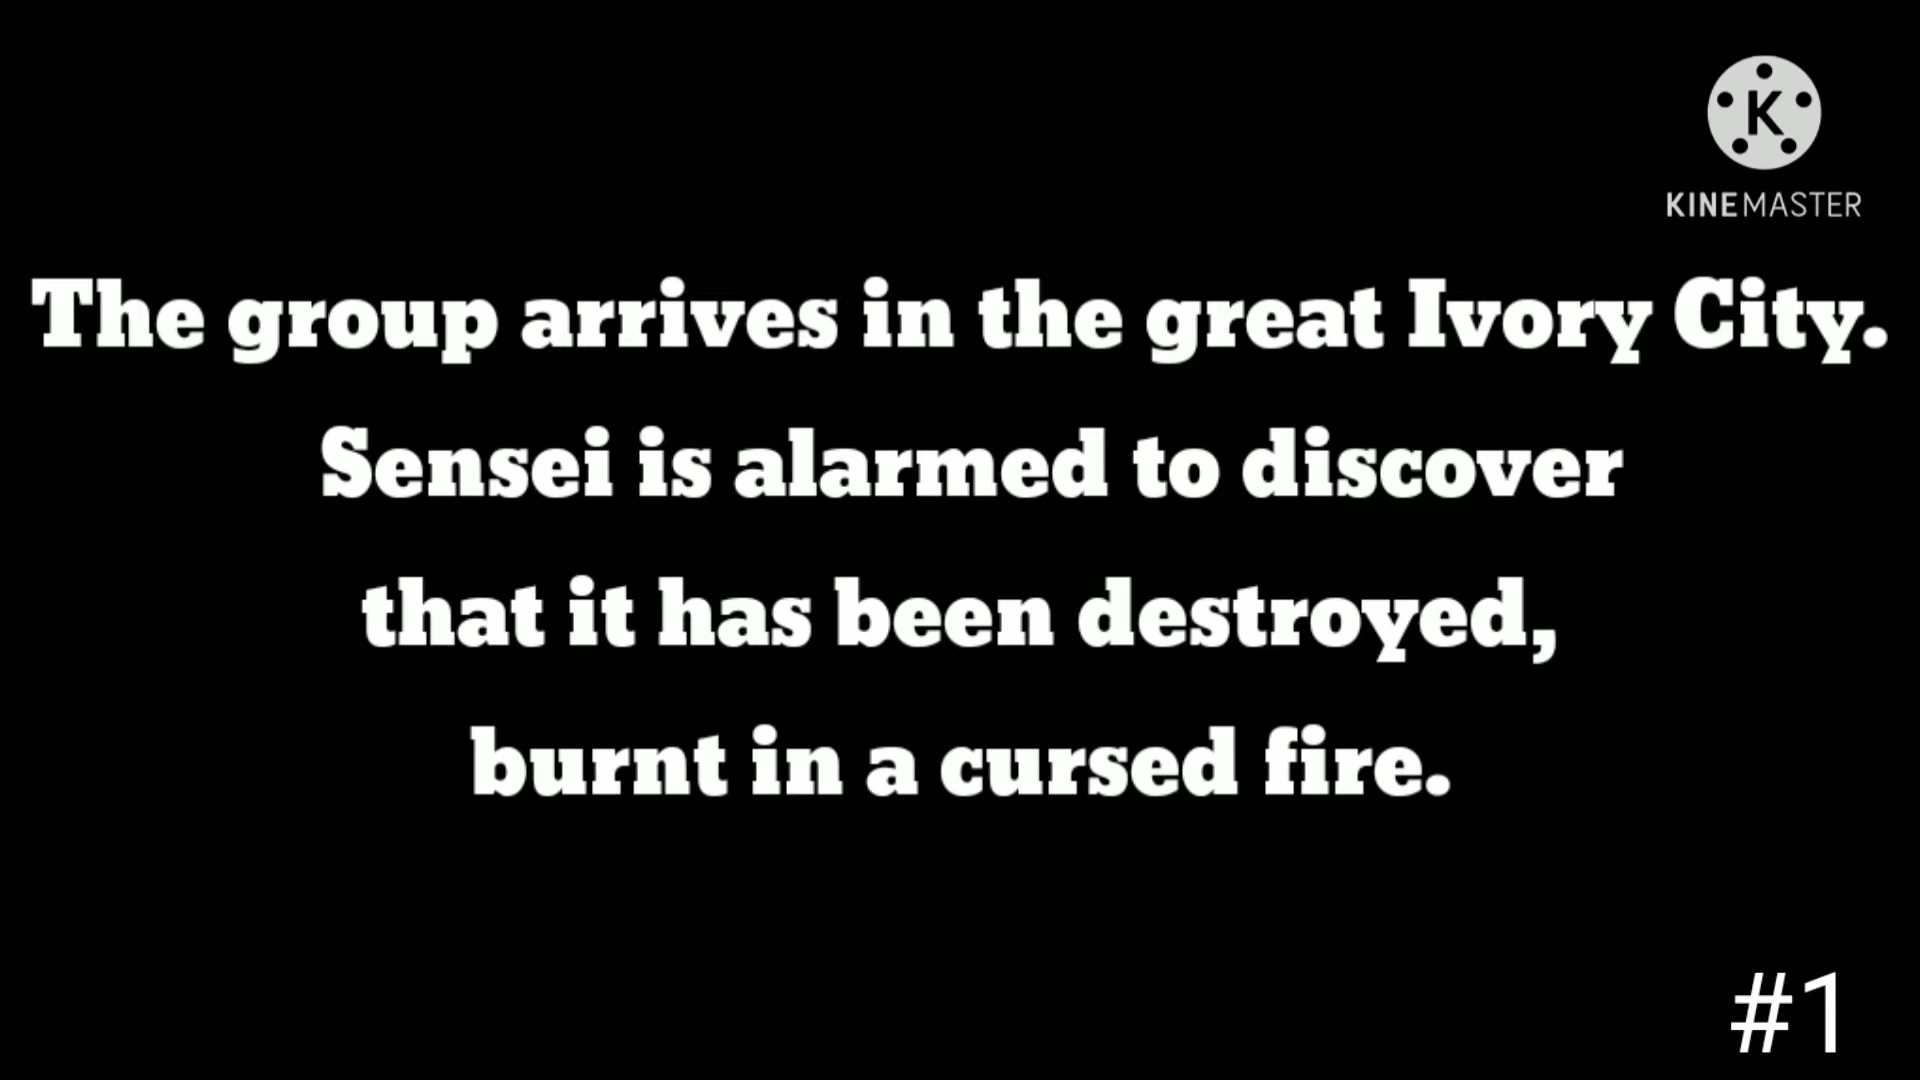 K
KINEMASTER
The group arrives in the great Ivory City.
Sensei is alarmed to discover
that it has been destroyed,
burnt in a cursed fire.
#1